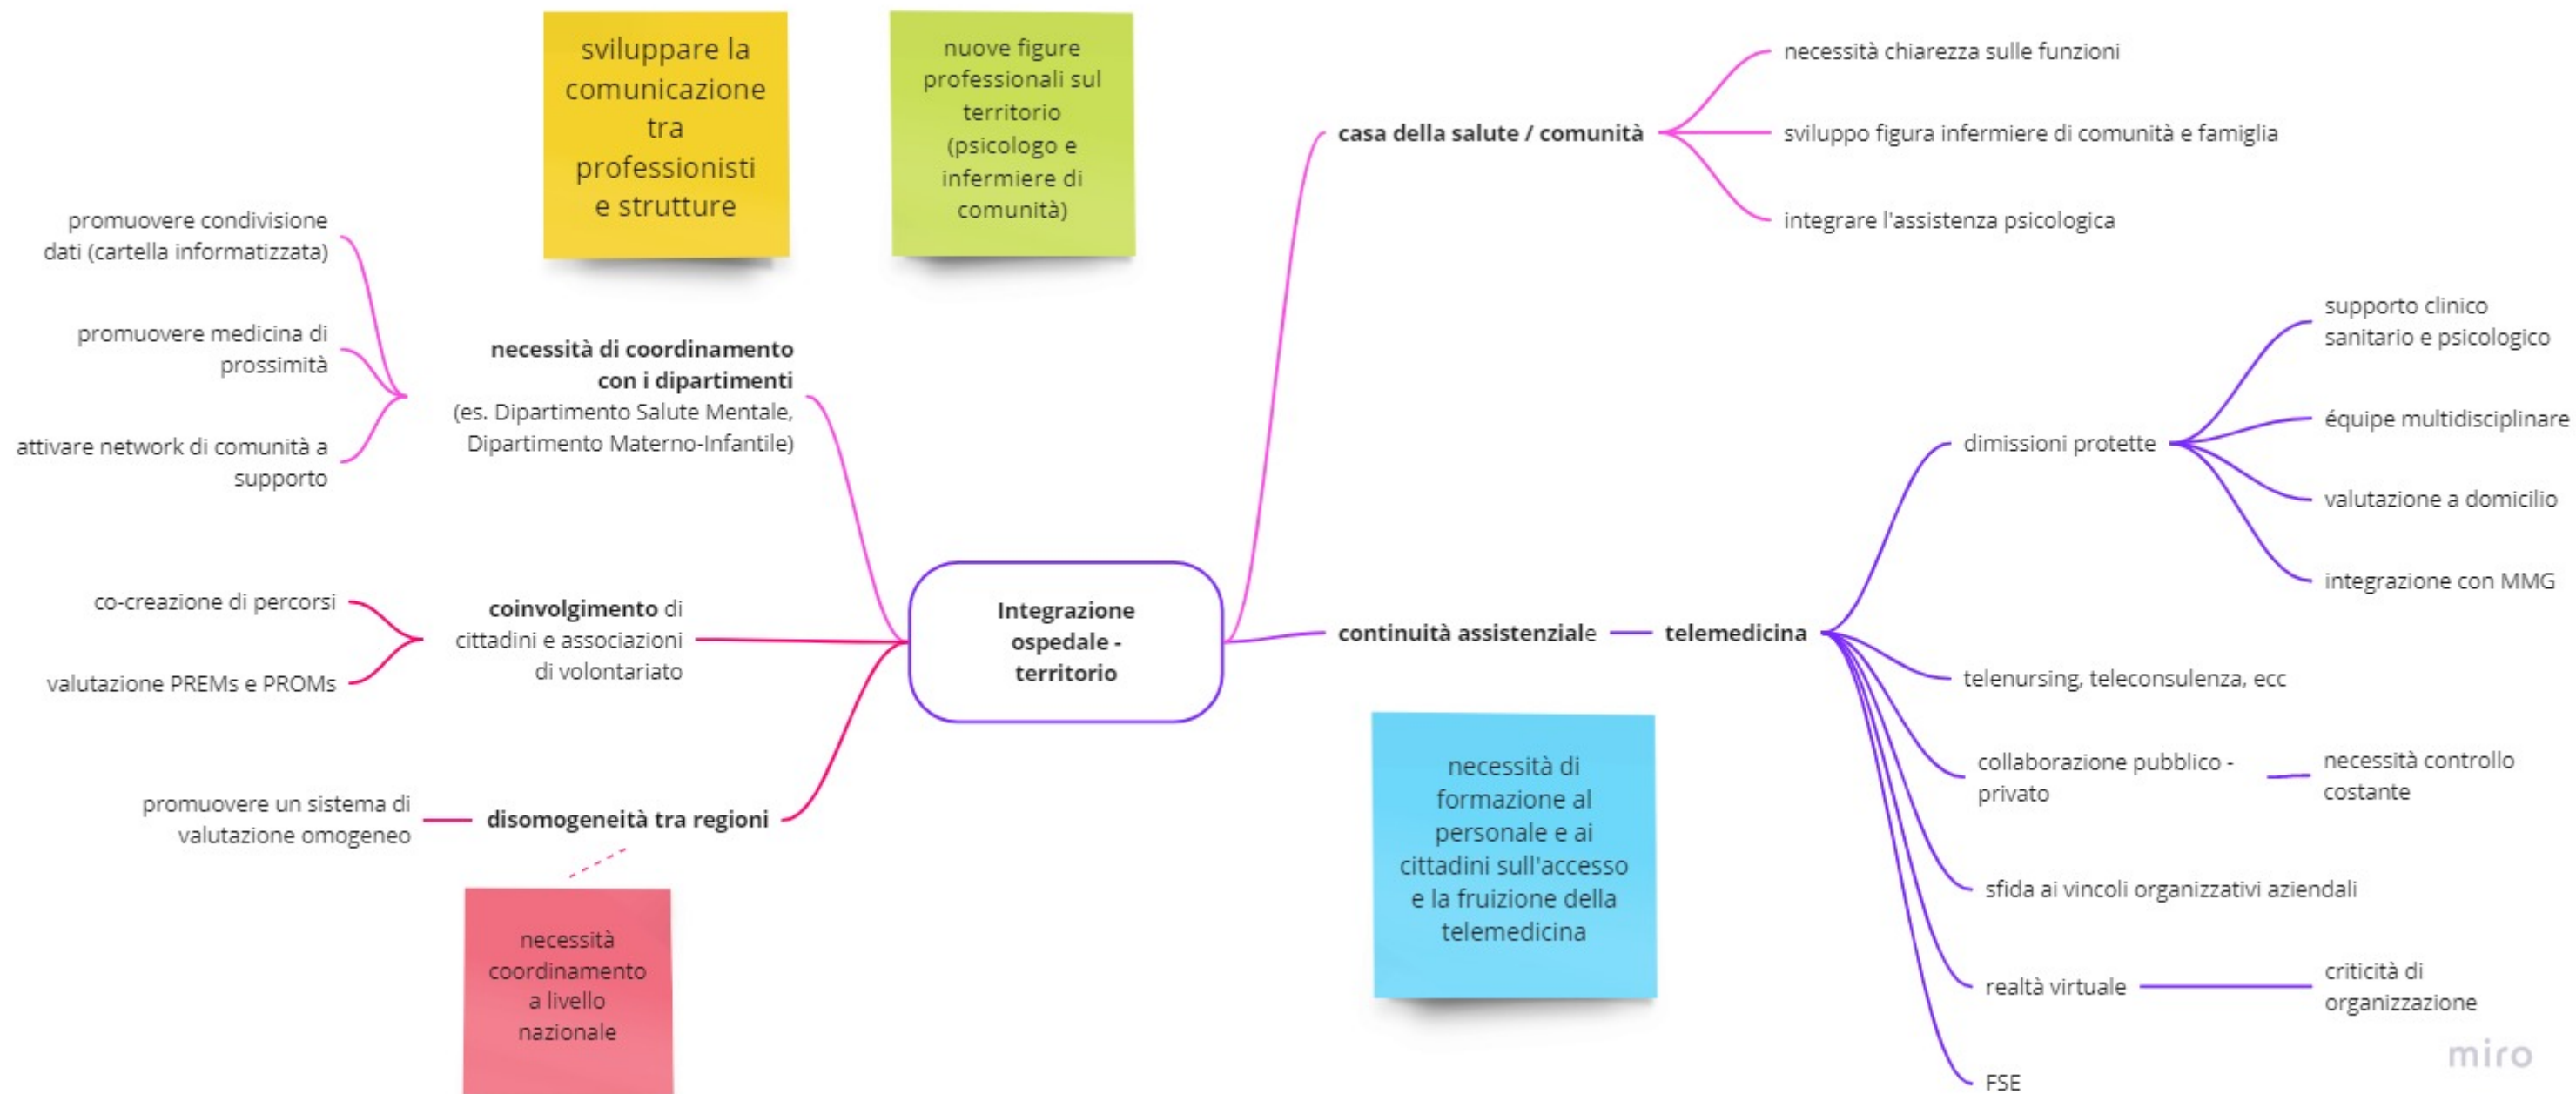 sviluppare la
comunicazione
tra
professionisti
e strutture
nuove figure
professionali sul
territorio
(psicologo e
infermiere di
comunità)
promuovere condivisione
dati (cartella informatizzata)
promuovere medicina di
prossimità
attivare network di comunità a
supporto
necessità di coordinamento
con i dipartimenti
(es. Dipartimento Salute Mentale,
Dipartimento Materno-Infantile)
co-creazione di percorsi
valutazione PREMs e PROMs
coinvolgimento di
cittadini e associazioni
di volontariato
promuovere un sistema di
valutazione omogeneo
disomogeneità tra regioni
necessità
coordinamento
a livello
nazionale
Integrazione
ospedale -
territorio
casa della salute / comunità
necessità chiarezza sulle funzioni
sviluppo figura infermiere di comunità e famiglia
integrare l'assistenza psicologica
continuità assistenziale
telemedicina
dimissioni protette
supporto clinico
sanitario e psicologico
équipe multidisciplinare
valutazione a domicilio
integrazione con MMG
telenursing, teleconsulenza, ecc
collaborazione pubblico -
privato
necessità controllo
costante
sfida ai vincoli organizzativi aziendali
realtà virtuale
criticità di
organizzazione
FSE
necessità di
formazione al
personale e ai
cittadini sull'accesso
e la fruizione della
telemedicina
miro